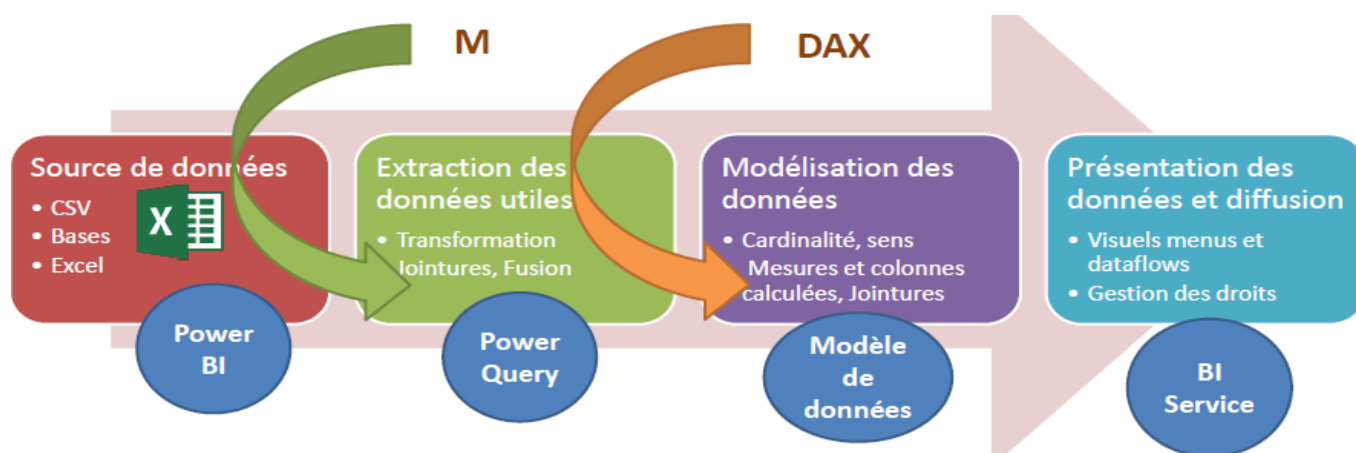 M
DAX
Source de données
• CSV
• Bases
• Excel
X
Power
BI
Extraction des
données utiles
• Transformation
Jointures, Fusion
Power
Query
Modélisation des
données
• Cardinalité, sens
Mesures et colonnes
calculées, Jointures
Modèle
de
données
Présentation des
données et diffusion
• Visuels menus et
dataflows
• Gestion des droits
BI
Service